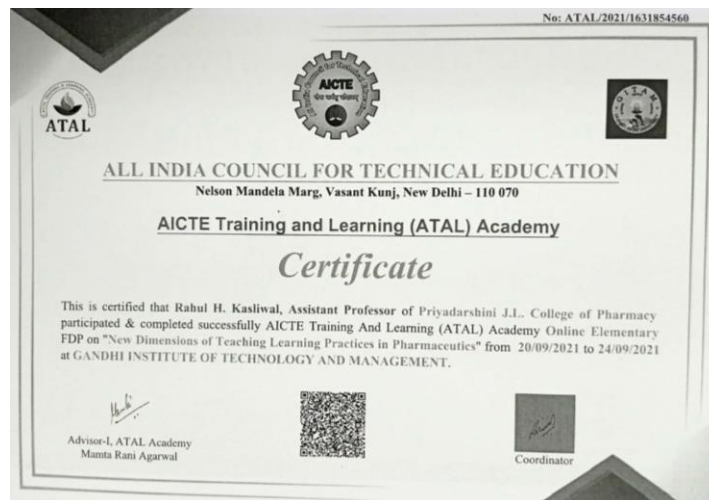 No: ATAL/2021/1631854560
AICTE
ATAL
GITAM
ALL INDIA COUNCIL FOR TECHNICAL EDUCATION
Nelson Mandela Marg, Vasant Kunj, New Delhi – 110 070
AICTE Training and Learning (ATAL) Academy
Certificate
This is certified that Rahul H. Kasliwal, Assistant Professor of Priyadarshini J.L.. College of Pharmacy
participated & completed successfully AICTE Training And Learning (ATAL) Academy Online Elementary
FDP on "New Dimensions of Teaching Learning Practices in Pharmaceutics" from 20/09/2021 to 24/09/2021
at GANDHI INSTITUTE OF TECHNOLOGY AND MANAGEMENT.
Advisor-I, ATAL Academy
Mamta Rani Agarwal
Coordinator